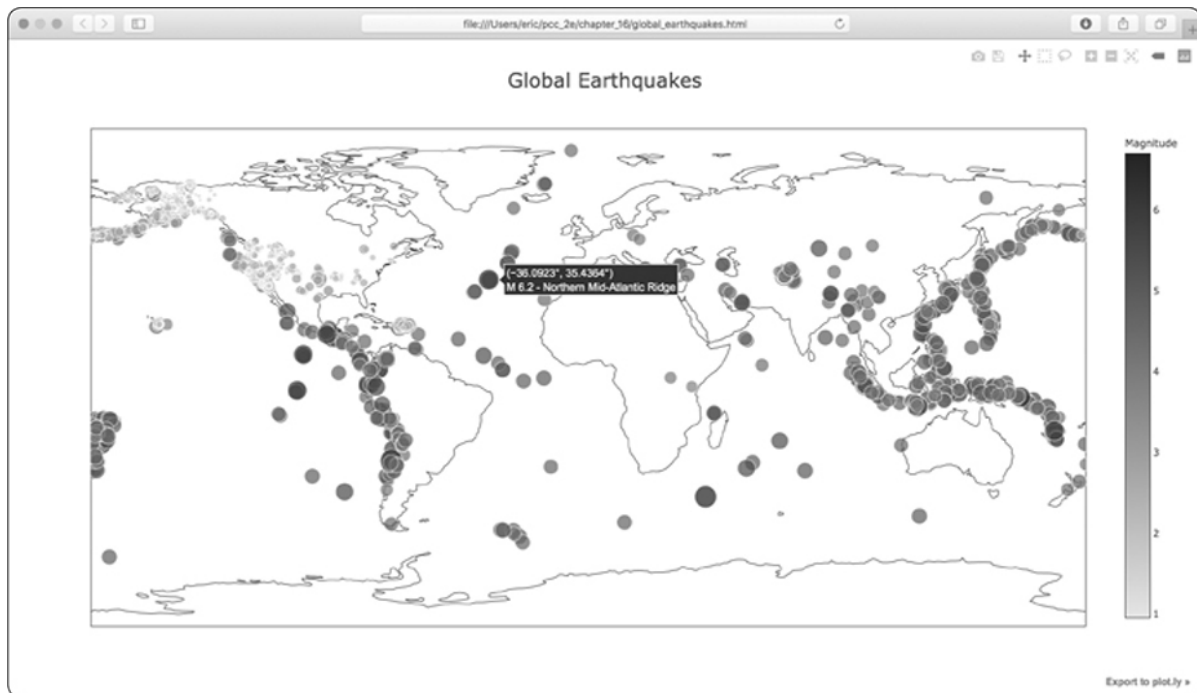 file:///Users/eric/pcc_2e/chapter_16/global_earthquakes.html
Global Earthquakes
Magnitude
6
5
4
3
2
1
(−36.0923°, 35.4364°)
M 6.2 - Northern Mid-Atlantic Ridge
Export to plot.ly »